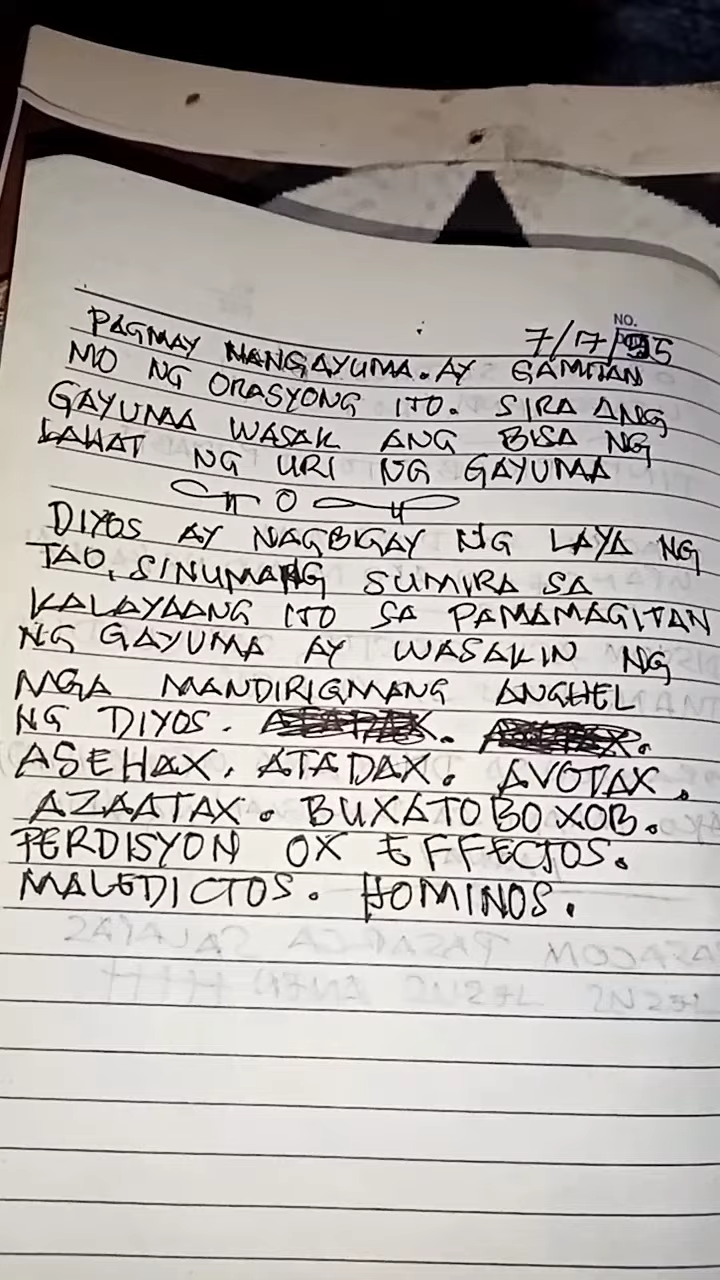 NO.
7/17/95
PAGMAY NANGAYUMA. AY GAMITAN
MO NG ORASYONG ITO. SIRA ANG
GAYUMA WASAK ANG BISA NG
LAHAT NG URI NG GAYUMA
DIYOS AY NAGBIGAY NG LAYA NG
TAO, SINUMANG SUMIRA SA
KALAYAANG ITO SA PAMAMAGITAN
NG GAYUMA AY WASAKIN NG
MGA MANDIRIGMANG ANGHEL
NG DIYOS.
ASEHAX. ATADAX. AVOTAX.
AZAATAX. BUXATOBOXOB.
PERDISYON OX EFFECTOS.
MALEDICTOS. HOMINOS.